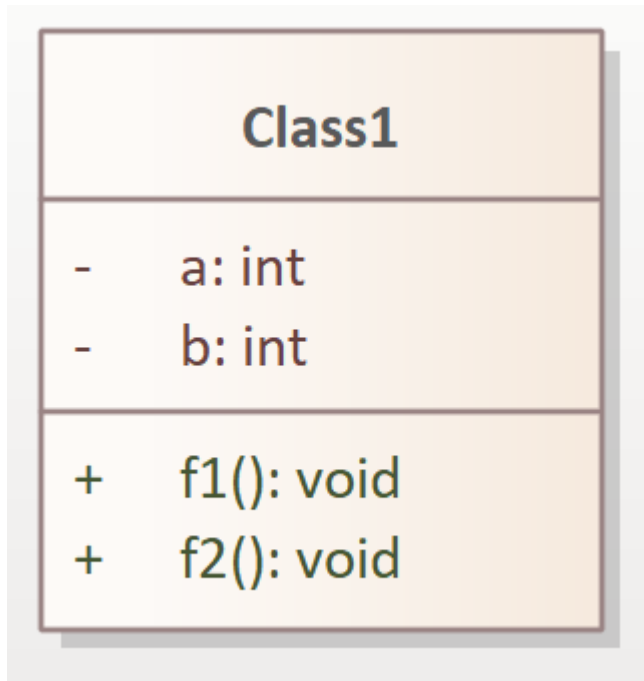 Class1
- a: int
- b: int
+ f1(): void
+ f2(): void